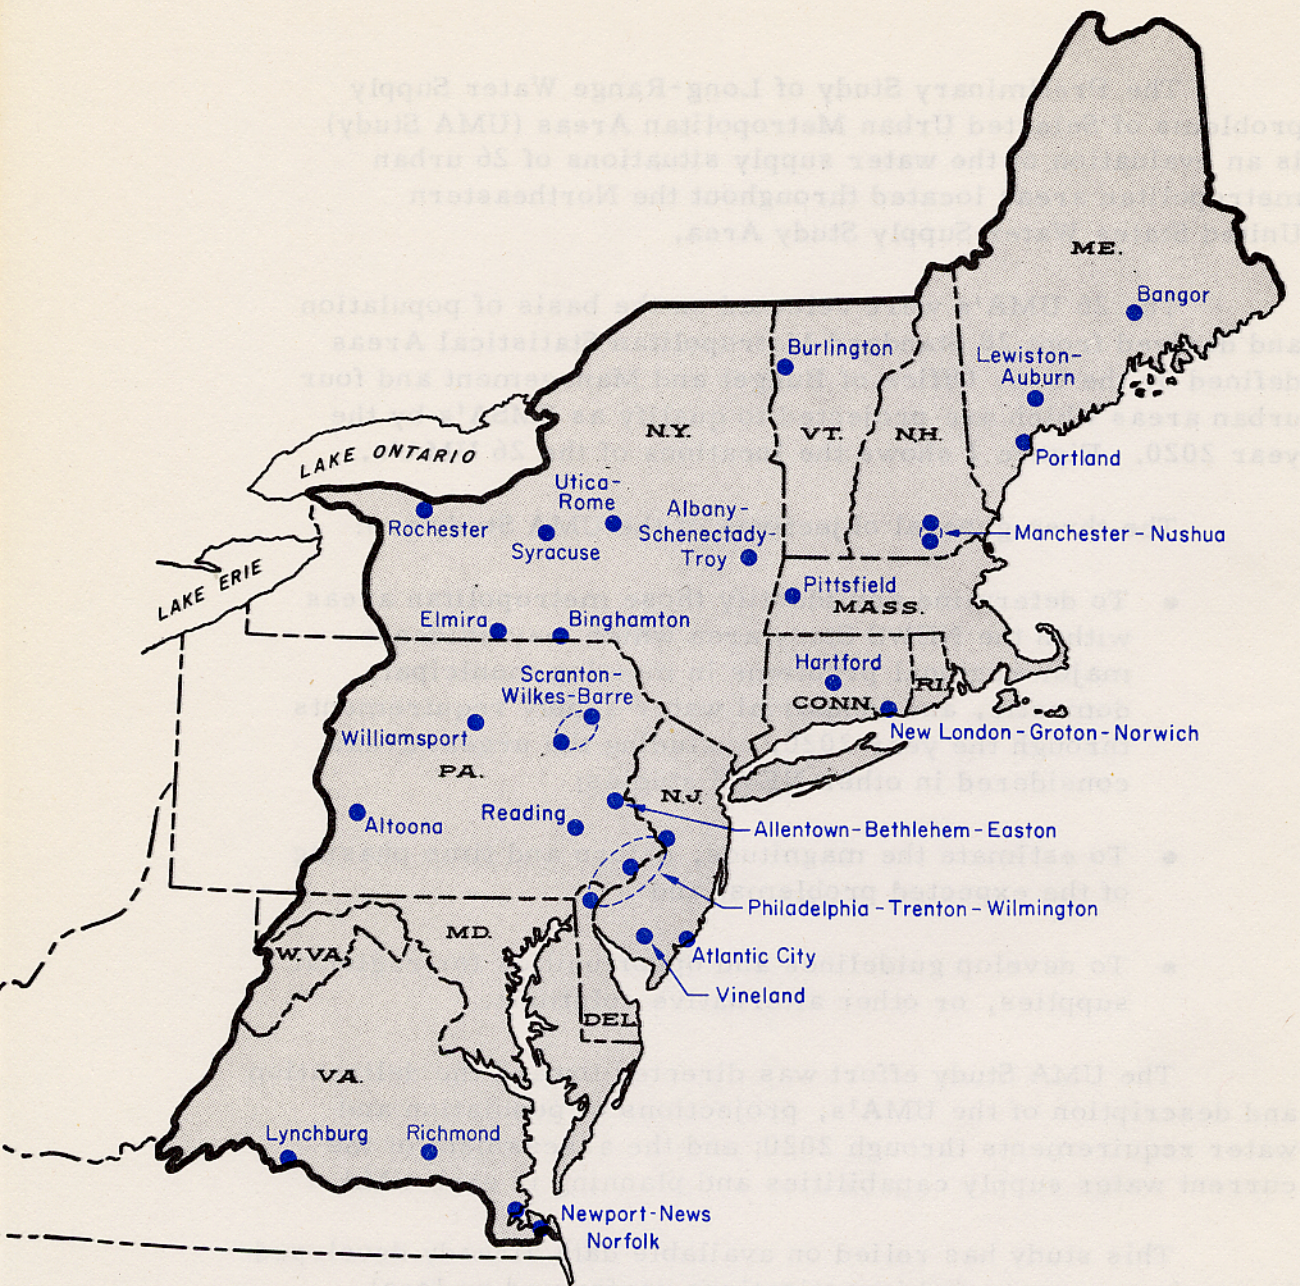 ME.
Bangor
Burlington
Lewiston-
Auburn
N.Y.
VT.
N.H.
LAKE ONTARIO
Portland
Utica-
Rome
Albany-
Schenectady-
Troy
Rochester
Syracuse
Manchester-Nashua
LAKE ERIE
Pittsfield
MASS.
Elmira
Binghamton
Hartford
Scranton-
Wilkes-Barre
CONN.
R.I.
Williamsport
New London-Groton-Norwich
PA.
N.J.
Reading
Altoona
Allentown-Bethlehem-Easton
Philadelphia-Trenton-Wilmington
MD.
W.VA.
Atlantic City
Vineland
DEL.
VA.
Lynchburg
Richmond
Newport-News
Norfolk